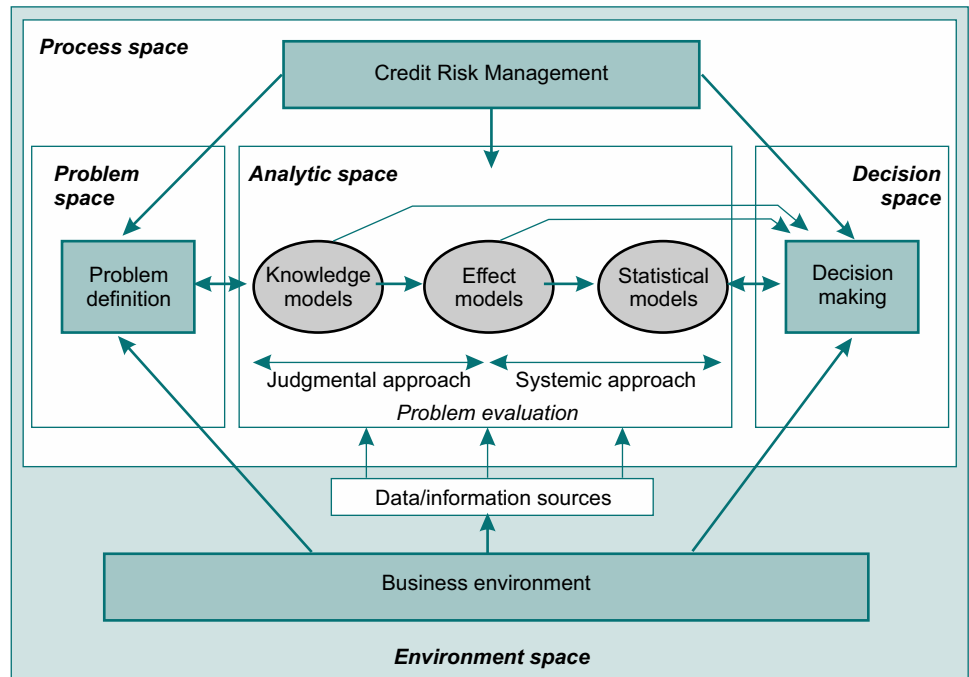 Process space
Credit Risk Management
Problem
space
Analytic space
Decision
space
Problem
definition
Knowledge
models
Effect
models
Statistical
models
Decision
making
Judgmental approach
Systemic approach
Problem evaluation
Data/information sources
Business environment
Environment space